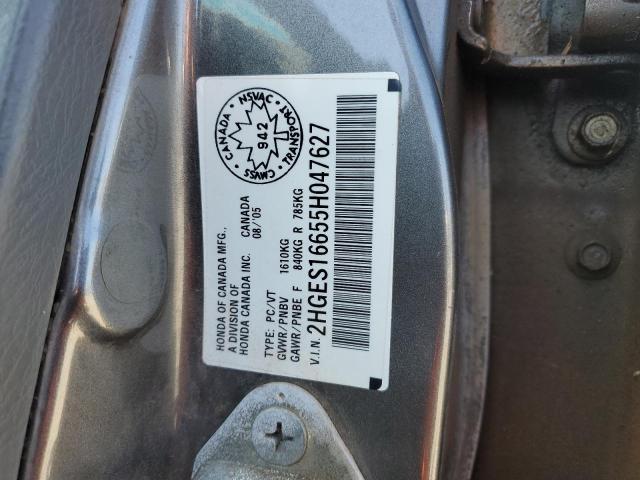 HONDA OF CANADA MFG.,
A DIVISION OF
HONDA CANADA INC. CANADA
08/'05
TYPE: PC/VT
GVWR/PNBV 1610KG
GAWR/PNBE F 840KG R 785KG
V.I.N. 2HGES16655H047627
CANADA
NSVAC
TRANSPORT
CMVSS
942